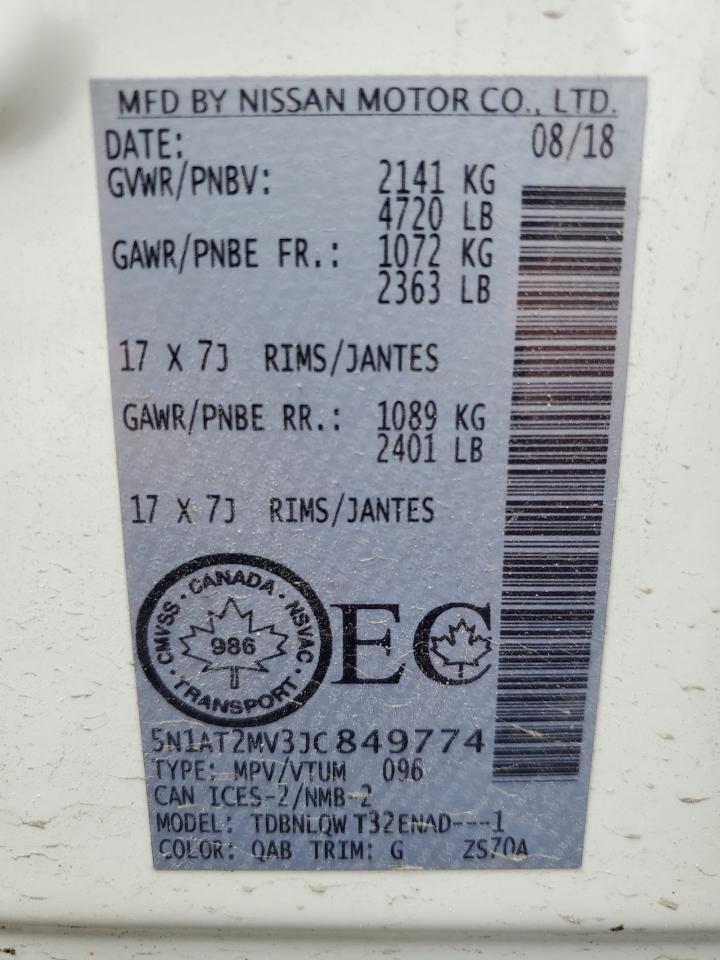 MFD BY NISSAN MOTOR CO., LTD.
DATE: 08/18
GVWR/PNBV: 2141 KG
4720 LB
GAWR/PNBE FR.: 1072 KG
2363 LB
17 X 7J RIMS/JANTES
GAWR/PNBE RR.: 1089 KG
2401 LB
17 X 7J RIMS/JANTES
CMVSS · CANADA · NSVAC
986
· TRANSPORT ·
EC
5N1AT2MV3JC849774
TYPE: MPV/VTUM 096
CAN ICES-2/NMB-2
MODEL: TDBNLQW T32ENAD---1
COLOR: QAB TRIM: G ZS70A